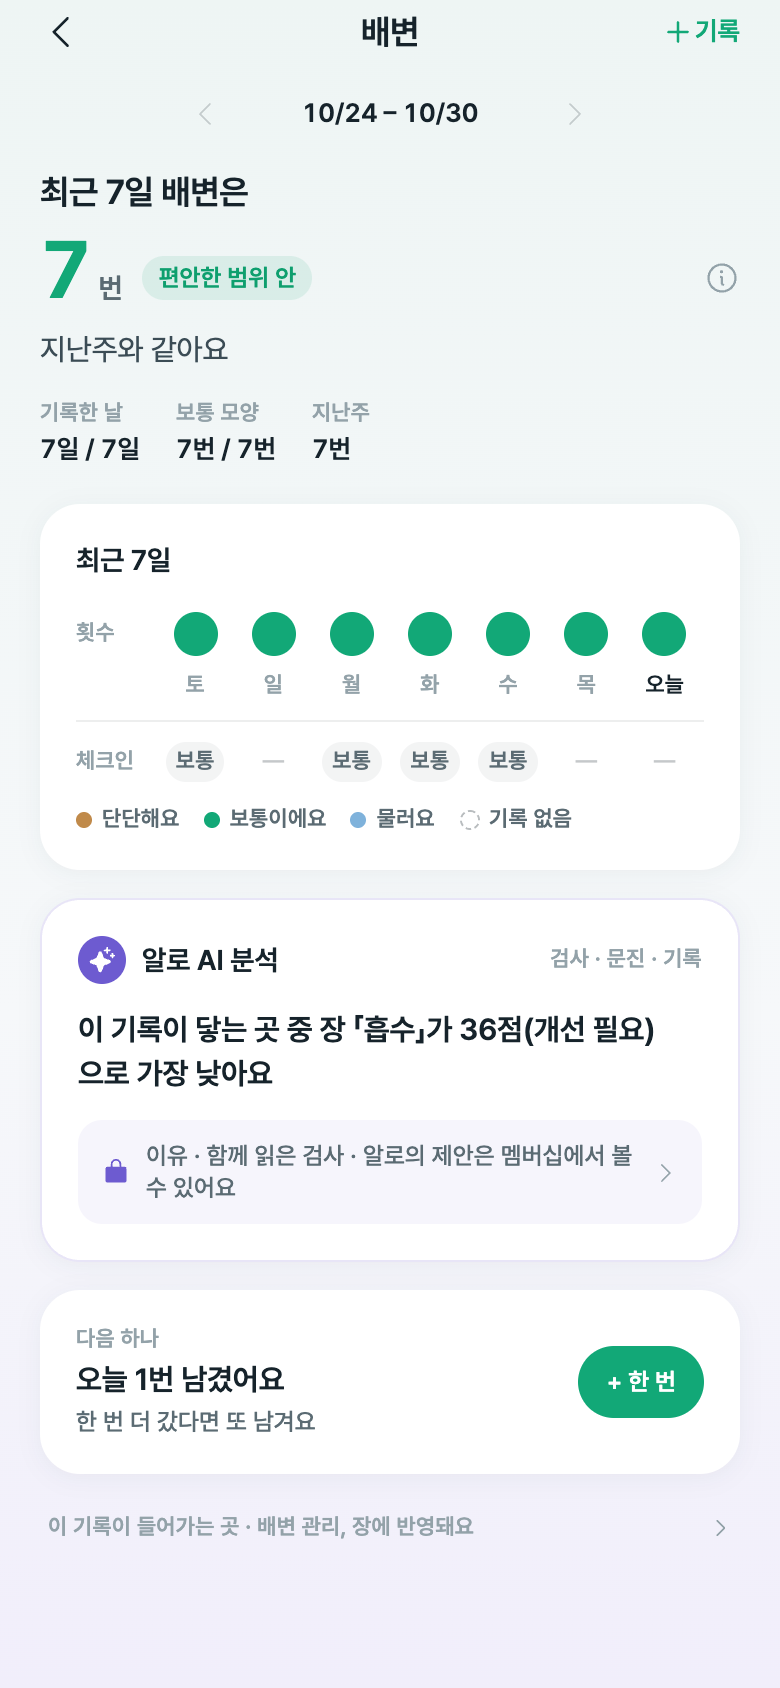 배변
+ 기록
10/24 – 10/30
최근 7일 배변은
7 번 편안한 범위 안
지난주와 같아요
기록한 날 보통 모양 지난주
7일 / 7일 7번 / 7번 7번
최근 7일
횟수
토 일 월 화 수 목 오늘
체크인 보통 — 보통 보통 보통 — —
단단해요 보통이에요 물러요 기록 없음
알로 AI 분석 검사 · 문진 · 기록
이 기록이 닿는 곳 중 장 「흡수」가 36점(개선 필요)
으로 가장 낮아요
이유 · 함께 읽은 검사 · 알로의 제안은 멤버십에서 볼
수 있어요
다음 하나
오늘 1번 남겼어요
한 번 더 갔다면 또 남겨요
+ 한 번
이 기록이 들어가는 곳 · 배변 관리, 장에 반영돼요